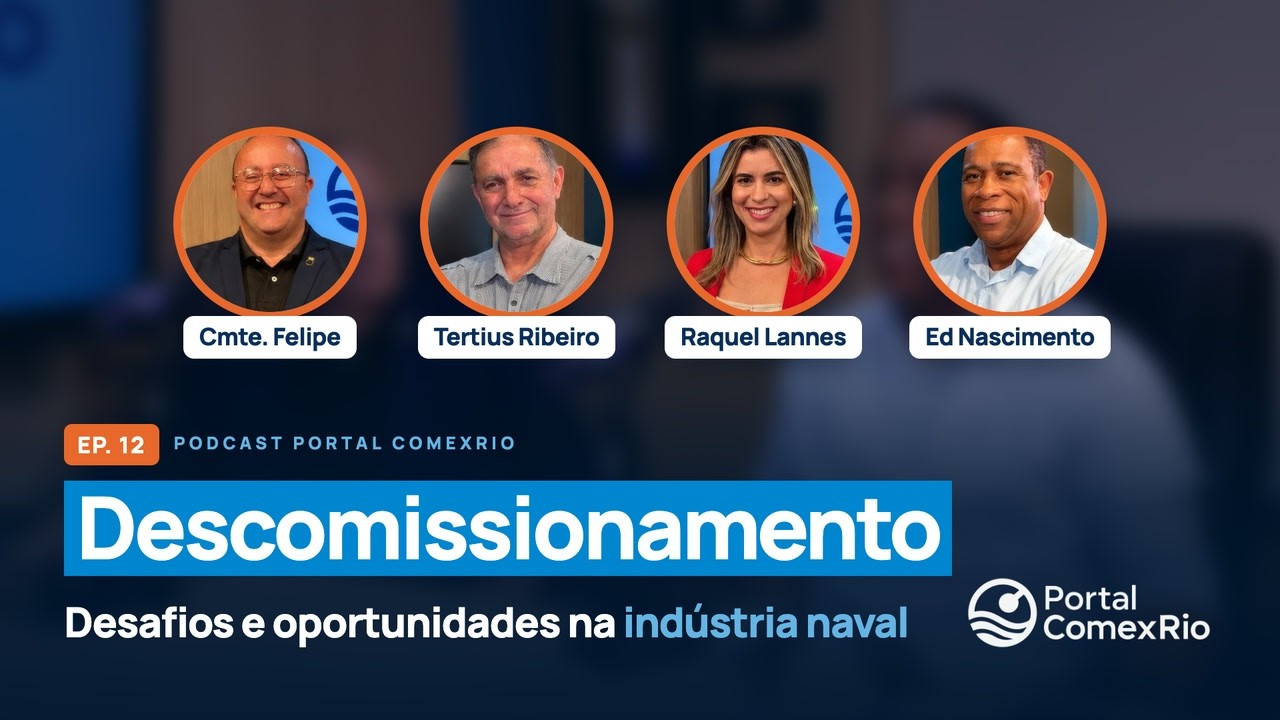 Cmte. Felipe
Tertius Ribeiro
Raquel Lannes
Ed Nascimento
EP. 12
PODCAST PORTAL COMEXRIO
Descomissionamento
Desafios e oportunidades na indústria naval
Portal
ComexRio